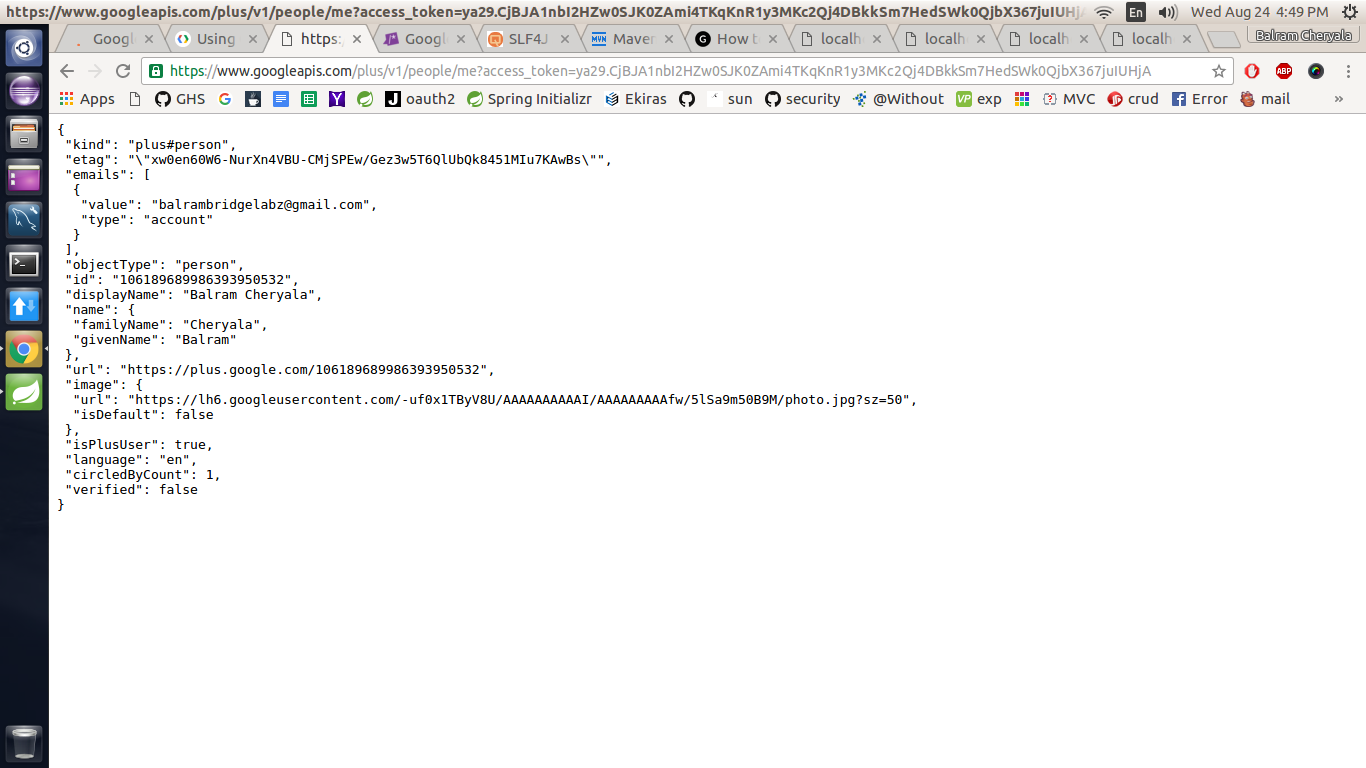 https://www.googleapis.com/plus/v1/people/me?access_token=ya29.CjBJA1nbI2HZw0SJK0ZAmi4TKqKnR1y3MKc2Qj4DBkkSm7HedSWk0QjbX367juIUHjA
En
Wed Aug 24 4:49 PM
Googl
Using
https:
Googl
SLF4J
Maven
How t
localh
localh
localh
localh
Balram Cheryala
https://www.googleapis.com/plus/v1/people/me?access_token=ya29.CjBJA1nbI2HZw0SJK0ZAmi4TKqKnR1y3MKc2Qj4DBkkSm7HedSWk0QjbX367juIUHjA
ABP
Apps
GHS
oauth2
Spring Initializr
Ekiras
sun
security
@Without
VP
exp
MVC
crud
Error
mail
»
{
"kind": "plus#person",
"etag": "\"xw0en60W6-NurXn4VBU-CMjSPEw/Gez3w5T6QlUbQk8451MIu7KAwBs\"",
"emails": [
{
"value": "balrambridgelabz@gmail.com",
"type": "account"
}
],
"objectType": "person",
"id": "106189689986393950532",
"displayName": "Balram Cheryala",
"name": {
"familyName": "Cheryala",
"givenName": "Balram"
},
"url": "https://plus.google.com/106189689986393950532",
"image": {
"url": "https://lh6.googleusercontent.com/-uf0x1TByV8U/AAAAAAAAAAI/AAAAAAAAAfw/5lSa9m50B9M/photo.jpg?sz=50",
"isDefault": false
},
"isPlusUser": true,
"language": "en",
"circledByCount": 1,
"verified": false
}